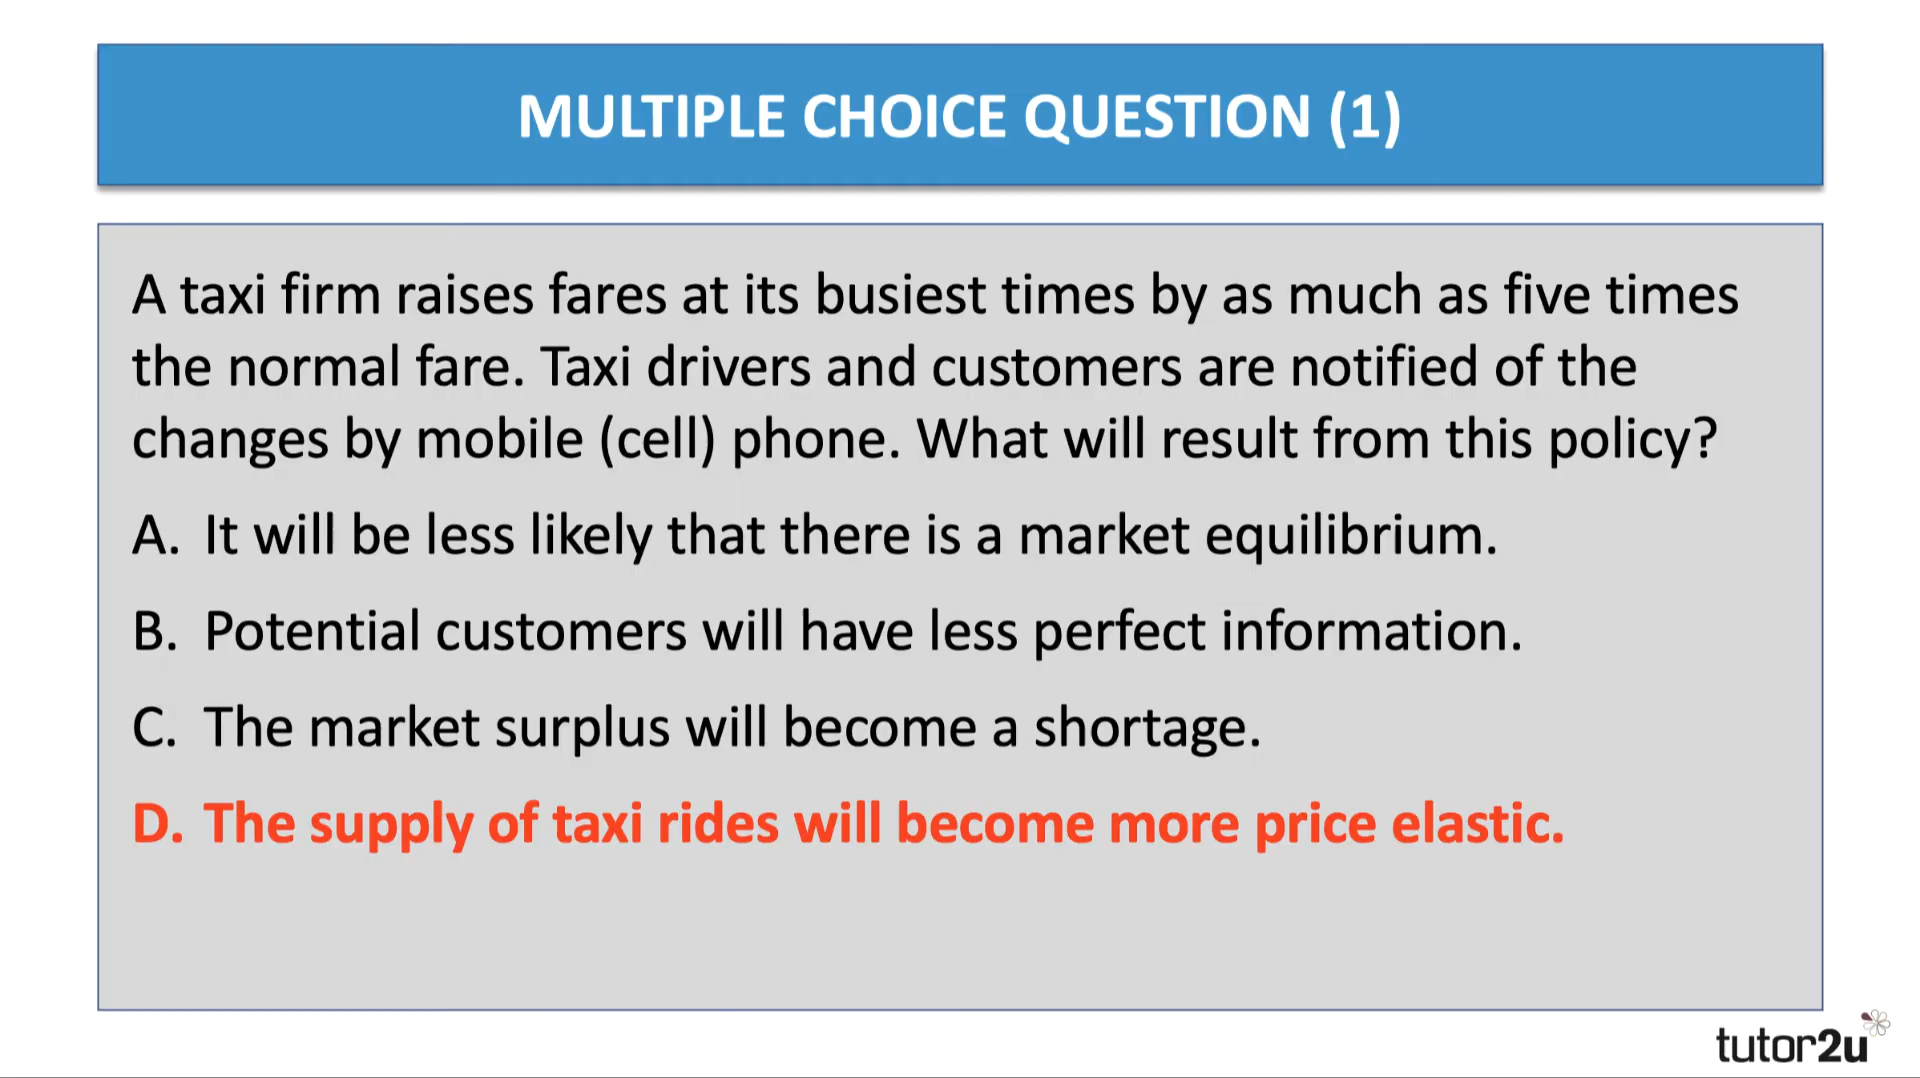 MULTIPLE CHOICE QUESTION (1)
A taxi firm raises fares at its busiest times by as much as five times
the normal fare. Taxi drivers and customers are notified of the
changes by mobile (cell) phone. What will result from this policy?
A. It will be less likely that there is a market equilibrium.
B. Potential customers will have less perfect information.
C. The market surplus will become a shortage.
D. The supply of taxi rides will become more price elastic.
tutor2u